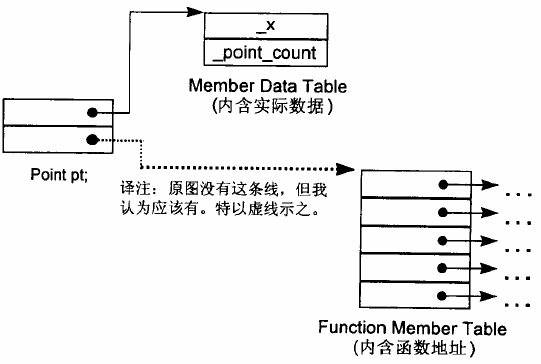 _x
_point_count
Member Data Table
(内含实际数据)
Point pt;
译注：原图没有这条线，但我
认为应该有。特以虚线示之。
...
...
...
...
...
Function Member Table
(内含函数地址)